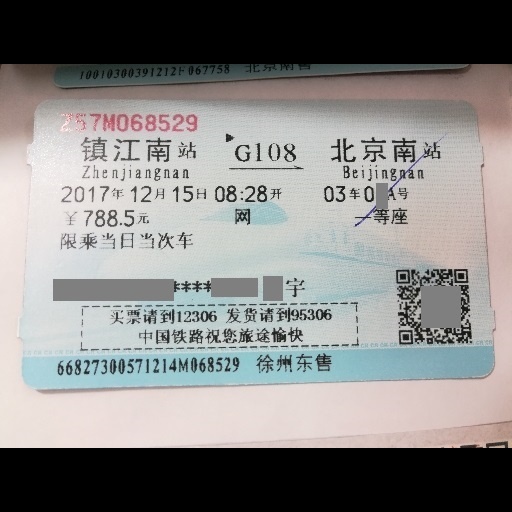 10010300391212F067758 北京南售
257M068529
镇江南站 G108 北京南站
Zhenjiangnan Beijingnan
2017年12月15日08:28开 03车0A号
￥788.5元 网 一等座
限乘当日当次车
**** 宇
买票请到12306 发货请到95306
中国铁路祝您旅途愉快
66827300571214M068529 徐州东售